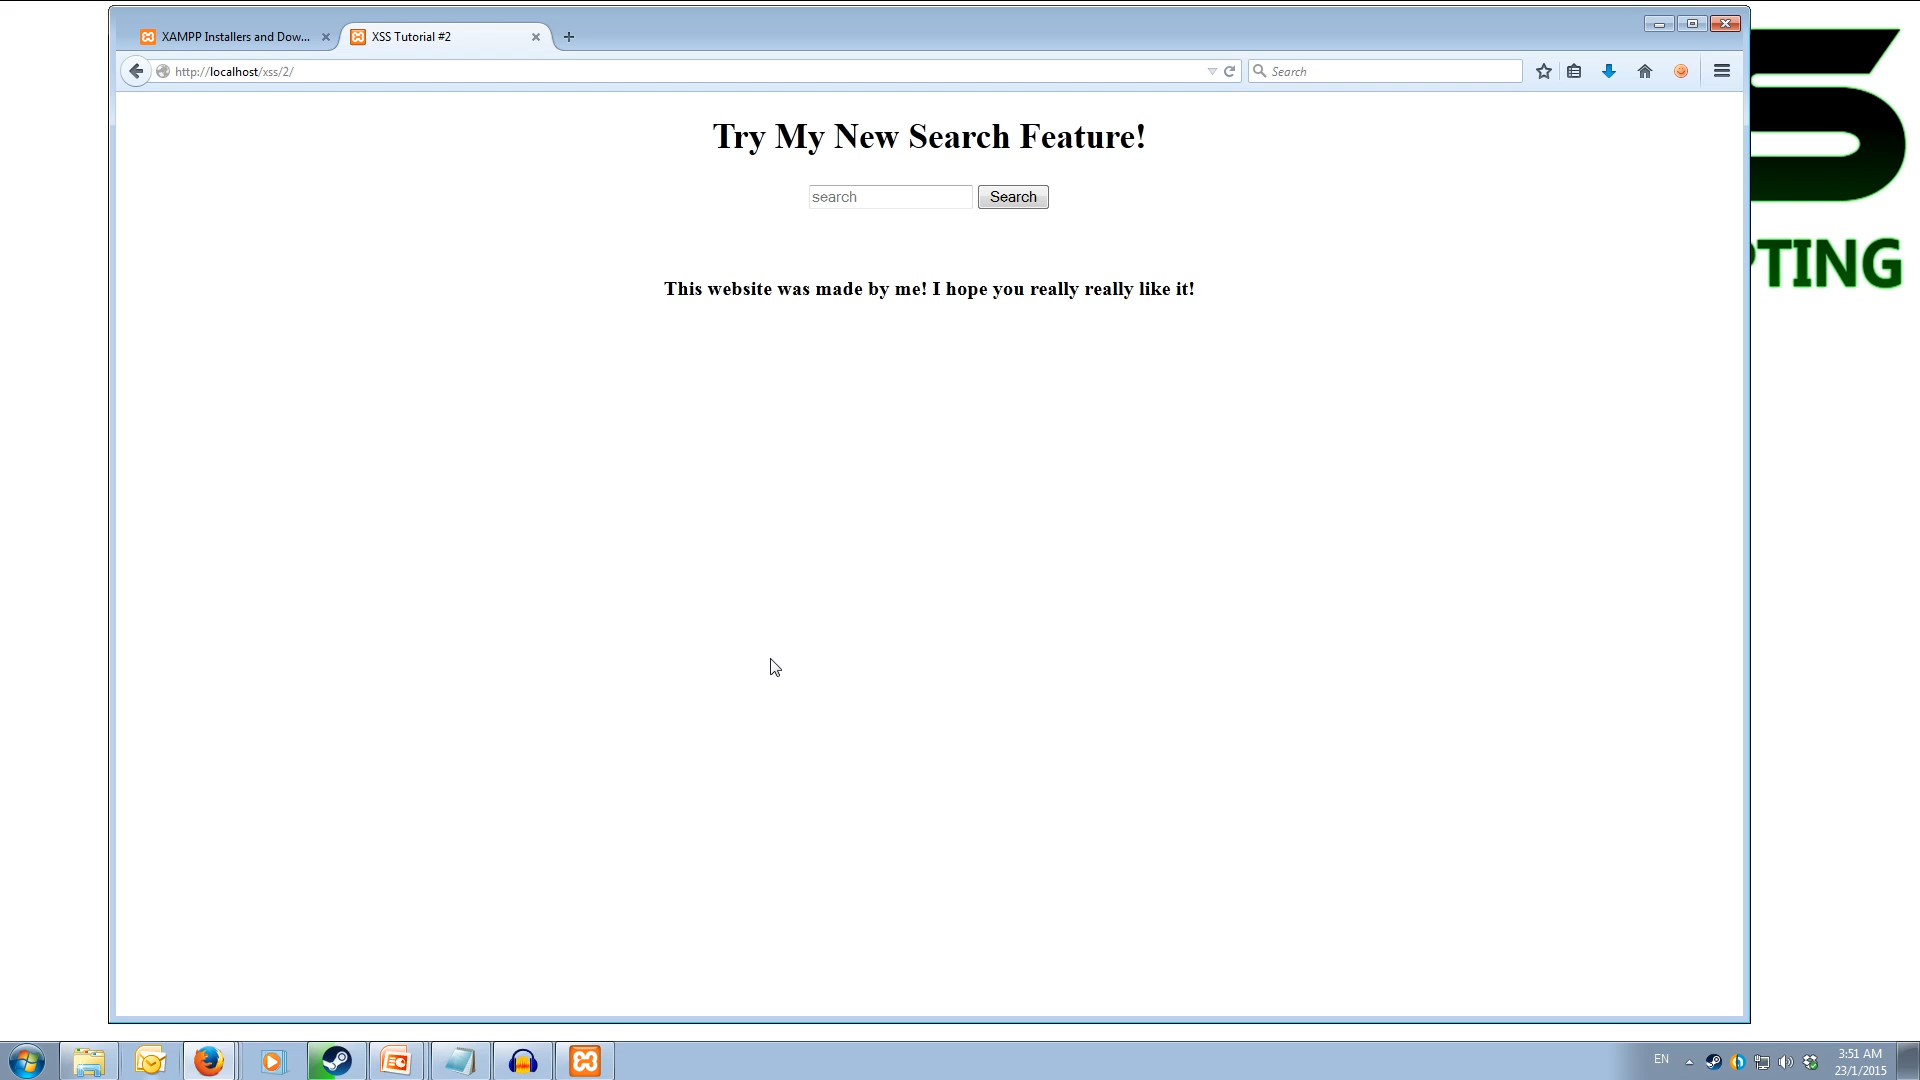 XAMPP Installers and Dow...
XSS Tutorial #2
http://localhost/xss/2/
Search
Try My New Search Feature!
search
Search
This website was made by me! I hope you really really like it!
PTING
EN
3:51 AM
23/1/2015